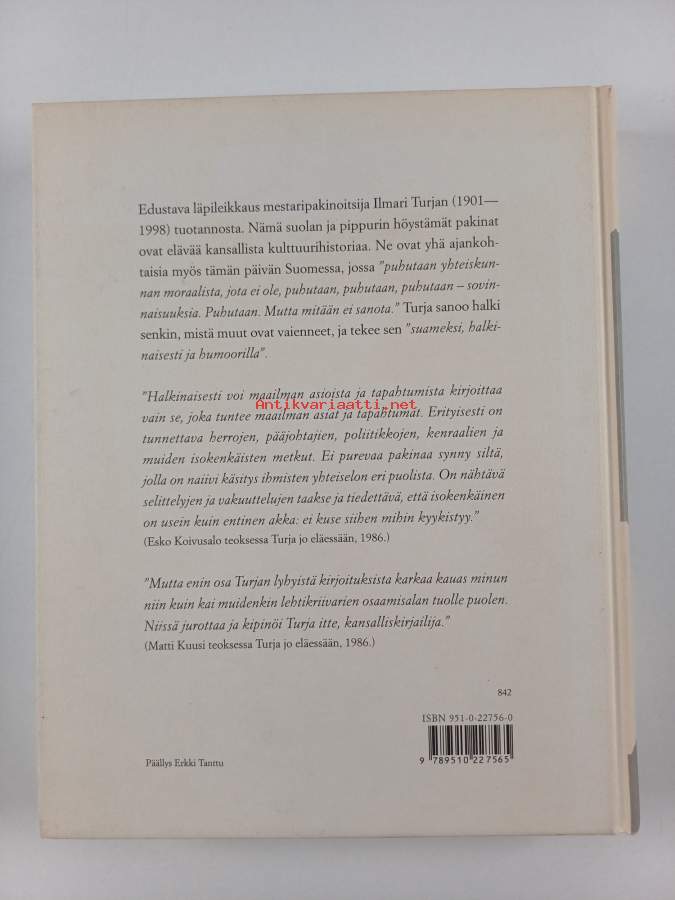 Edustava läpileikkaus mestaripakinoitsija Ilmari Turjan (1901—
1998) tuotannosta. Nämä suolan ja pippurin höystämät pakinat
ovat elävää kansallista kulttuurihistoriaa. Ne ovat yhä ajankoh-
taisia myös tämän päivän Suomessa, jossa "puhutaan yhteiskun-
nan moraalista, jota ei ole, puhutaan, puhutaan, puhutaan – sovin-
naisuuksia. Puhutaan. Mutta mitään ei sanota." Turja sanoo halki
senkin, mistä muut ovat vaienneet, ja tekee sen "suameksi, halki-
naisesti ja humoorilla".
"Halkinaisesti voi maailman asioista ja tapahtumista kirjoittaa
Antikvariaatti.net
vain se, joka tuntee maailman asiat ja tapahtumat. Erityisesti on
tunnettava herrojen, pääjohtajien, poliitikkojen, kenraalien ja
muiden isokenkäisten metkut. Ei purevaa pakinaa synny siltä,
jolla on naiivi käsitys ihmisten yhteiselon eri puolista. On nähtävä
selittelyjen ja vakuuttelujen taakse ja tiedettävä, että isokenkäinen
on usein kuin entinen akka: ei kuse siihen mihin kyykistyy."
(Esko Koivusalo teoksessa Turja jo eläessään, 1986.)
"Mutta enin osa Turjan lyhyistä kirjoituksista karkaa kauas minun
niin kuin kai muidenkin lehtikriivarien osaamisalan tuolle puolen.
Niissä jurottaa ja kipinöi Turja itte, kansalliskirjailija."
(Matti Kuusi teoksessa Turja jo eläessään, 1986.)
842
ISBN 951-0-22756-0
9 789510 227565
Päällys Erkki Tanttu